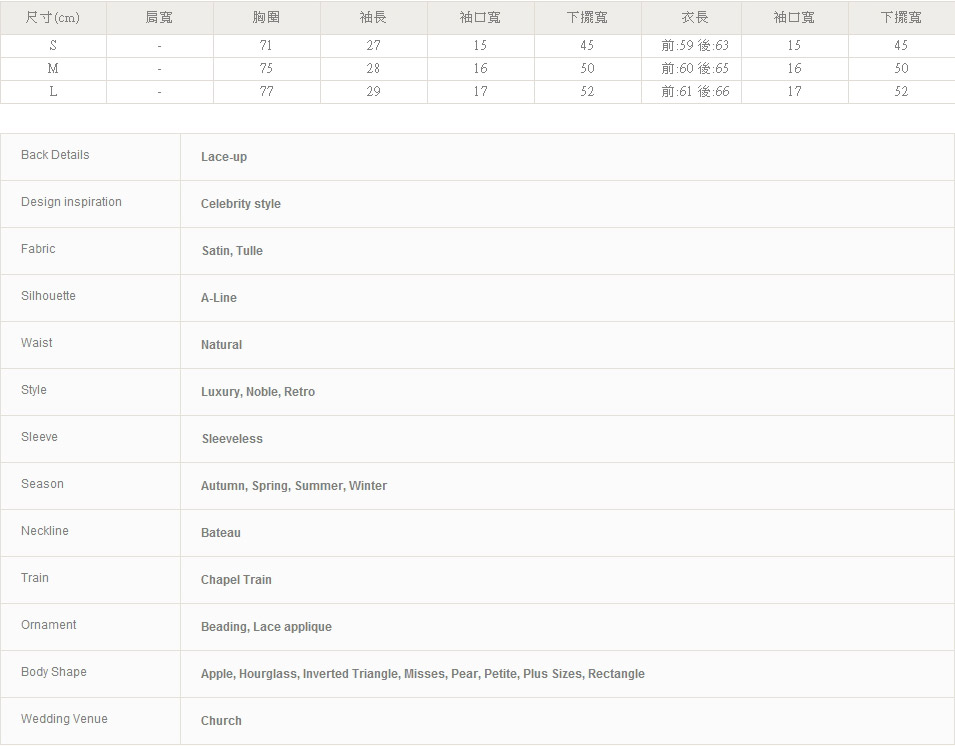 尺寸(cm) 肩寬 胸圍 袖長 袖口寬 下擺寬 衣長 袖口寬 下擺寬
S - 71 27 15 45 前:59 後:63 15 45
M - 75 28 16 50 前:60 後:65 16 50
L - 77 29 17 52 前:61 後:66 17 52
Back Details Lace-up
Design inspiration Celebrity style
Fabric Satin, Tulle
Silhouette A-Line
Waist Natural
Style Luxury, Noble, Retro
Sleeve Sleeveless
Season Autumn, Spring, Summer, Winter
Neckline Bateau
Train Chapel Train
Ornament Beading, Lace applique
Body Shape Apple, Hourglass, Inverted Triangle, Misses, Pear, Petite, Plus Sizes, Rectangle
Wedding Venue Church